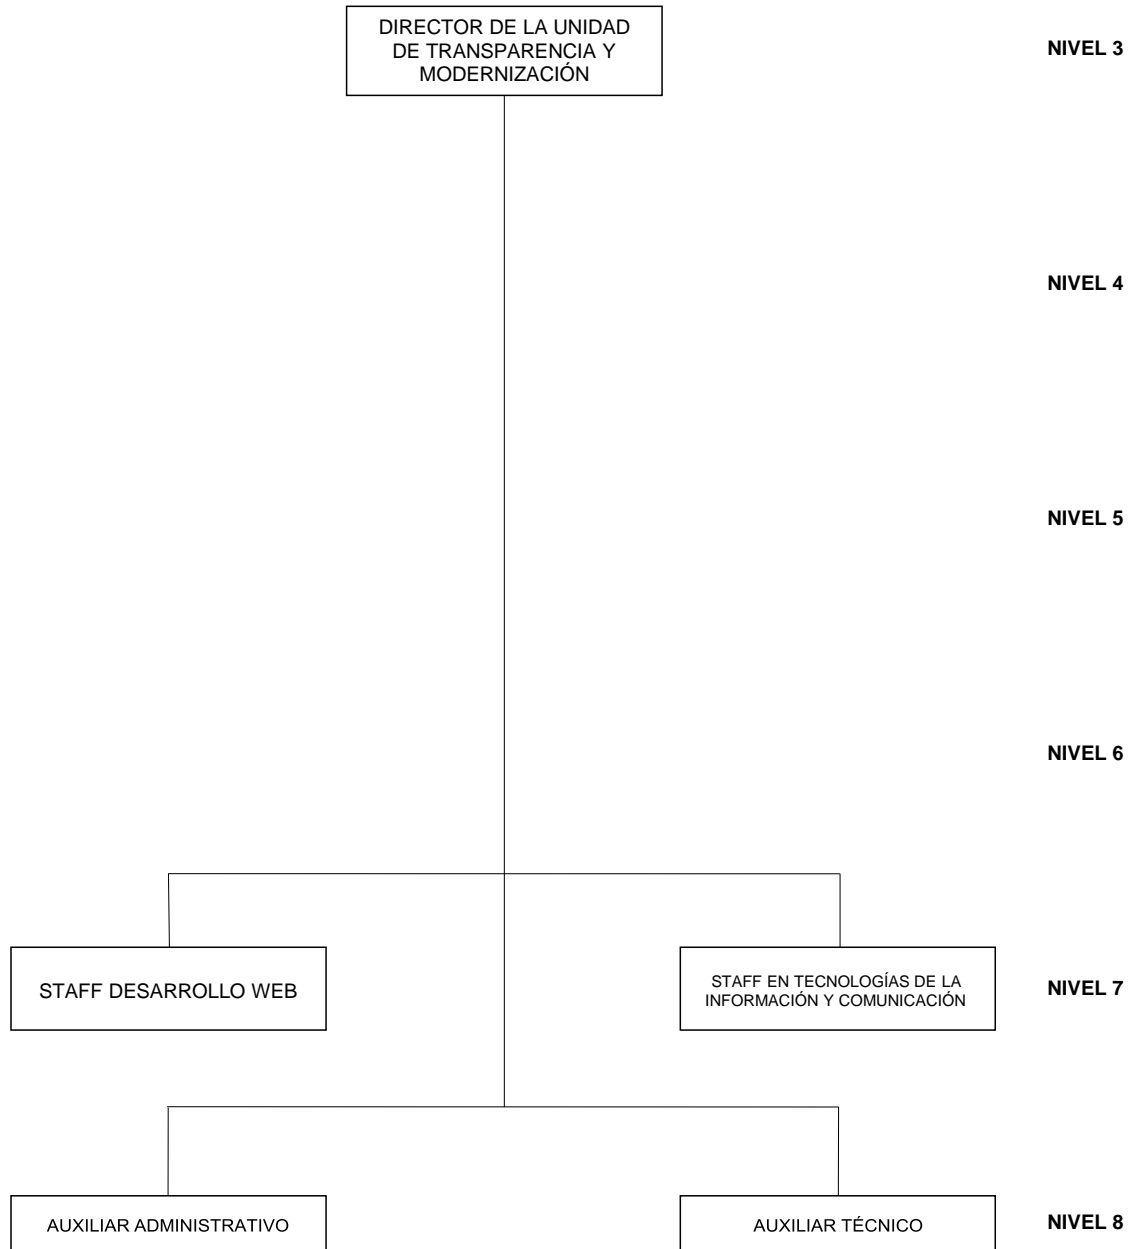 DIRECTOR DE LA UNIDAD
DE TRANSPARENCIA Y
MODERNIZACIÓN
NIVEL 3
NIVEL 4
NIVEL 5
NIVEL 6
STAFF DESARROLLO WEB
STAFF EN TECNOLOGÍAS DE LA
INFORMACIÓN Y COMUNICACIÓN
NIVEL 7
AUXILIAR ADMINISTRATIVO
AUXILIAR TÉCNICO
NIVEL 8